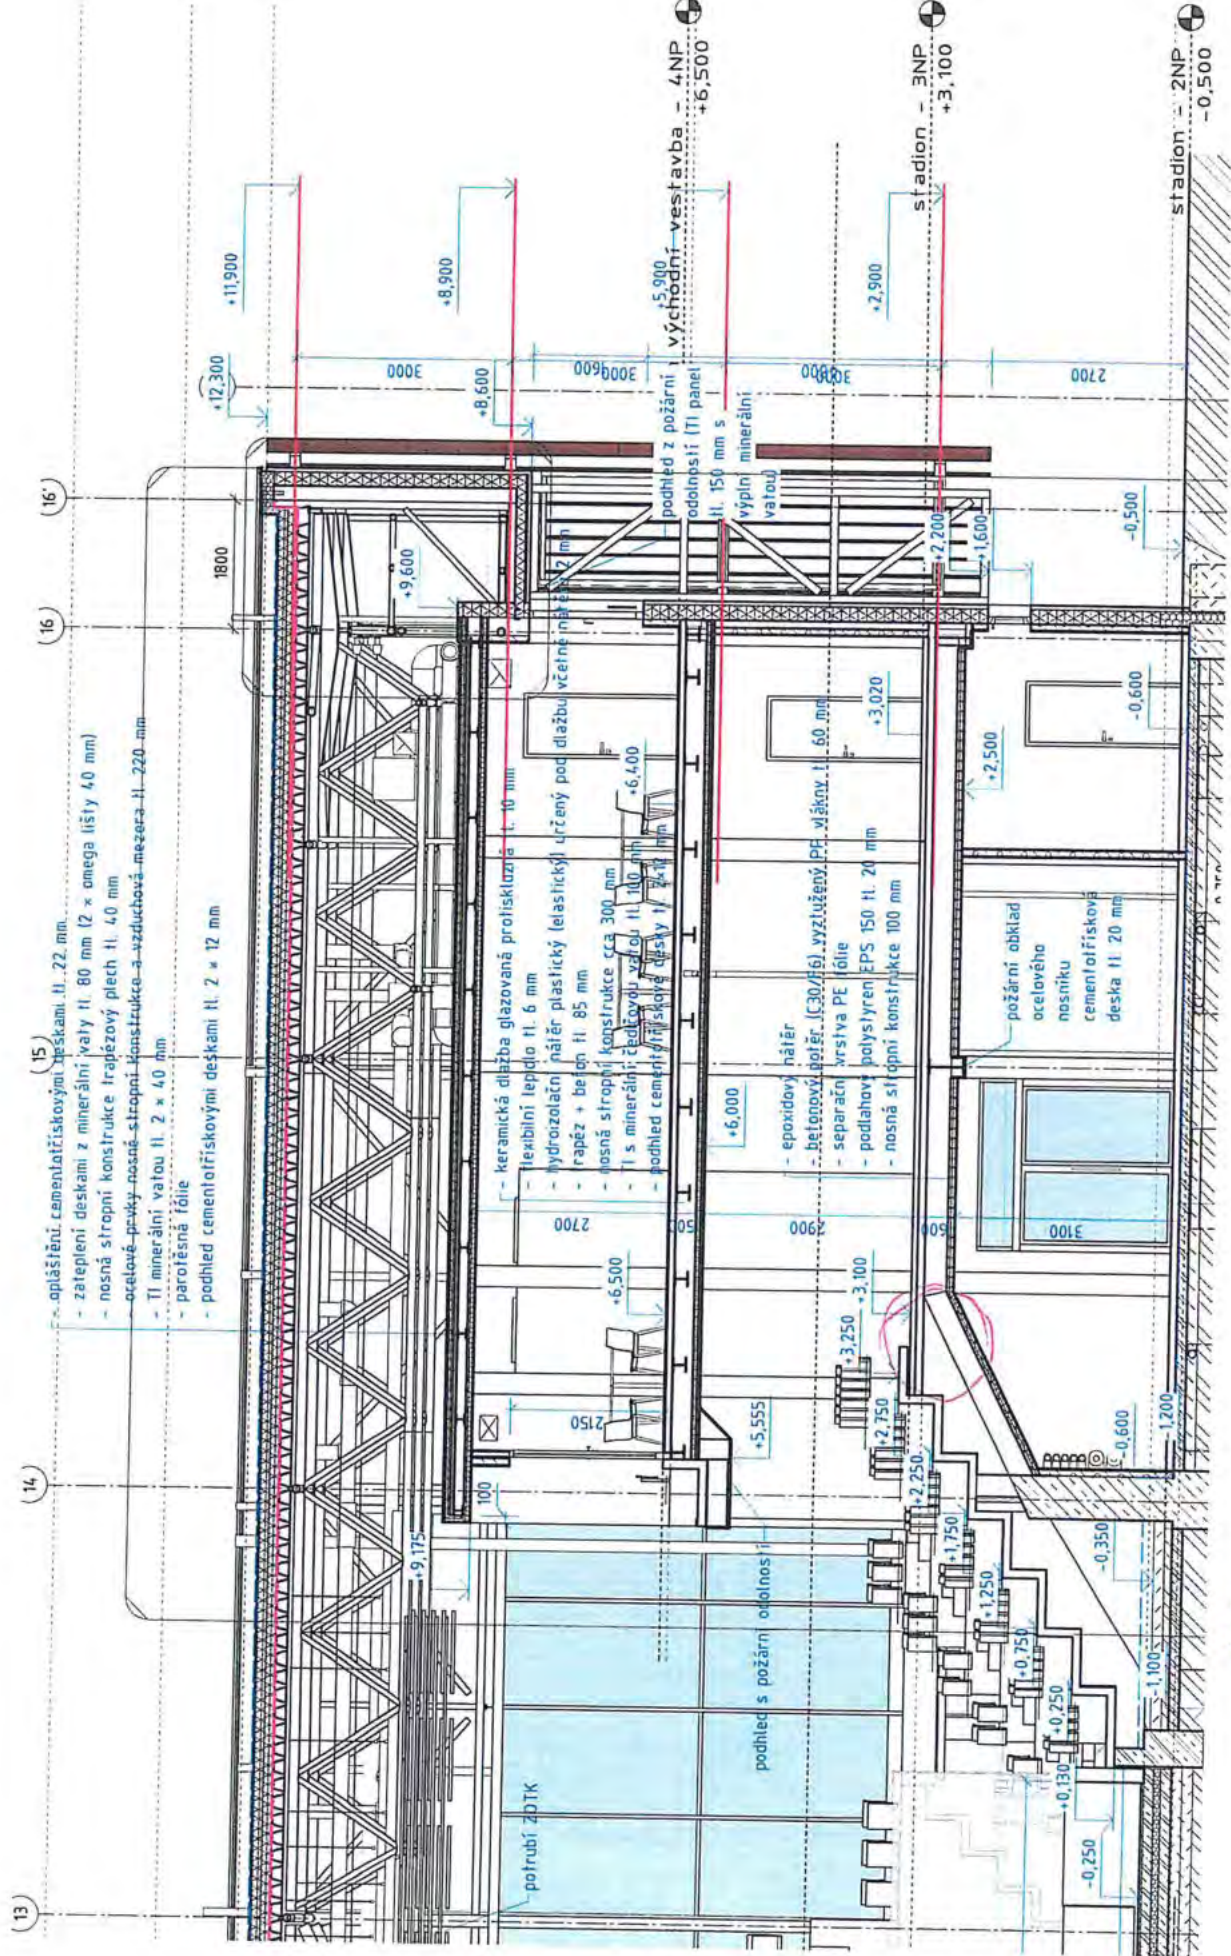 13
14
15
16
16'
1800
- opláštění cementotřískovými deskami tl. 22 mm
- zateplení deskami z minerální vaty tl. 80 mm (2 × omega lišty 40 mm)
- nosná stropní konstrukce trapézový plech tl. 40 mm
- ocelové prvky nosné stropní konstrukce a vzduchová mezera tl. 220 mm
- TI minerální vatou tl. 2 × 40 mm
- parotěsná fólie
- podhled cementotřískovými deskami tl. 2 × 12 mm
+12,300
+11,900
+8,900
+8,600
+5,900
+2,900
3000
1600
3000
3000
2700
východní vestavba - 4NP
+6,500
stadion - 3NP
+3,100
stadion - 2NP
-0,500
podhled z požární
odolností (TI panel
tl. 150 mm s
výplní minerální
vatou)
+9,600
+2,200
+1,600
-0,500
- keramická dlažba glazovaná protiskluzná t. 10 mm
flexibilní lepidlo tl. 6 mm
hydroizolační nátěr plastický (elastický) určený pod dlažbu včetně nátěru 2 mm
rapéz + beton tl. 85 mm
nosná stropní konstrukce cca 300 mm
TI s minerální čedičovou vatou tl. 100 mm
- podhled cementotřískové desky tl. 2×12 mm
+6,400
+6,500
+6,000
2700
500
2900
600
3100
2150
100
+9,175
+5,555
- epoxidový nátěr
- betonový potěr (C30/F6) vyztužený PP vlákny t. 60 mm
- separační vrstva PE fólie
- podlahový polystyren EPS 150 tl. 20 mm
- nosná stropní konstrukce 100 mm
+3,020
+2,500
-0,600
požární obklad
ocelového
nosníku
cementotřísková
deska tl. 20 mm
+3,100
+3,250
+2,750
+2,250
+1,750
+1,250
+0,750
+0,250
+0,130
-0,250
-0,350
-1,100
-1,200
-0,600
podhled s požární odolností
potrubí ZOTK